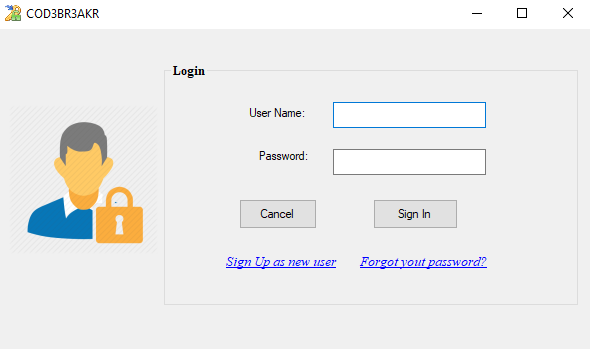 COD3BR3AKR
Login
User Name:
Password:
Cancel Sign In
Sign Up as new user Forgot yout password?